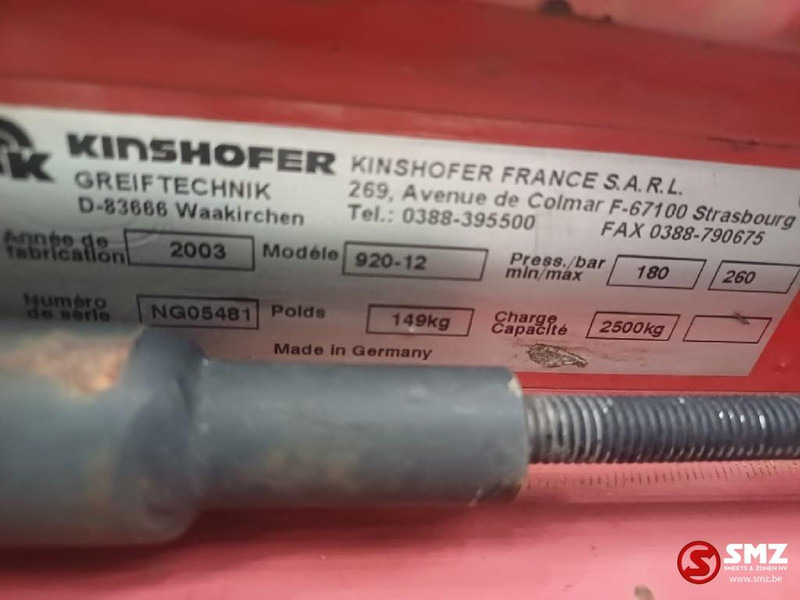 K KINSHOFER KINSHOFER FRANCE S.A.R.L.
GREIFTECHNIK 269, Avenue de Colmar F-67100 Strasbourg
D-83666 Waakirchen Tel.: 0388-395500 FAX 0388-790675
Année de fabrication 2003 Modéle 920-12 Press./bar min/max 180 260
Numéro de série NG05481 Poids 149kg Charge Capacité 2500kg
Made in Germany
SMZ
SMEETS & ZONEN NV
www.smz.be